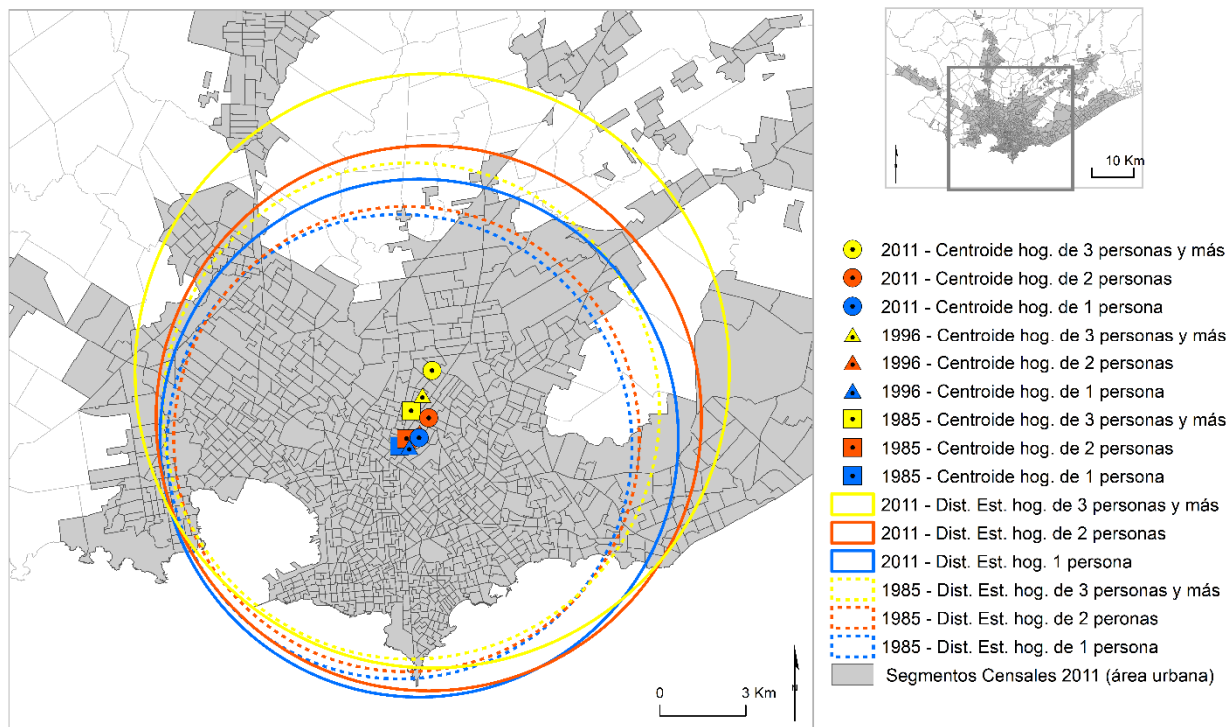 10 Km
2011 - Centroide hog. de 3 personas y más
2011 - Centroide hog. de 2 personas
2011 - Centroide hog. de 1 persona
1996 - Centroide hog. de 3 personas y más
1996 - Centroide hog. de 2 personas
1996 - Centroide hog. de 1 persona
1985 - Centroide hog. de 3 personas y más
1985 - Centroide hog. de 2 personas
1985 - Centroide hog. de 1 persona
2011 - Dist. Est. hog. de 3 personas y más
2011 - Dist. Est. hog. de 2 personas
2011 - Dist. Est. hog. 1 persona
1985 - Dist. Est. hog. de 3 personas y más
1985 - Dist. Est. hog. de 2 peronas
1985 - Dist. Est. hog. de 1 persona
Segmentos Censales 2011 (área urbana)
0 3 Km
N